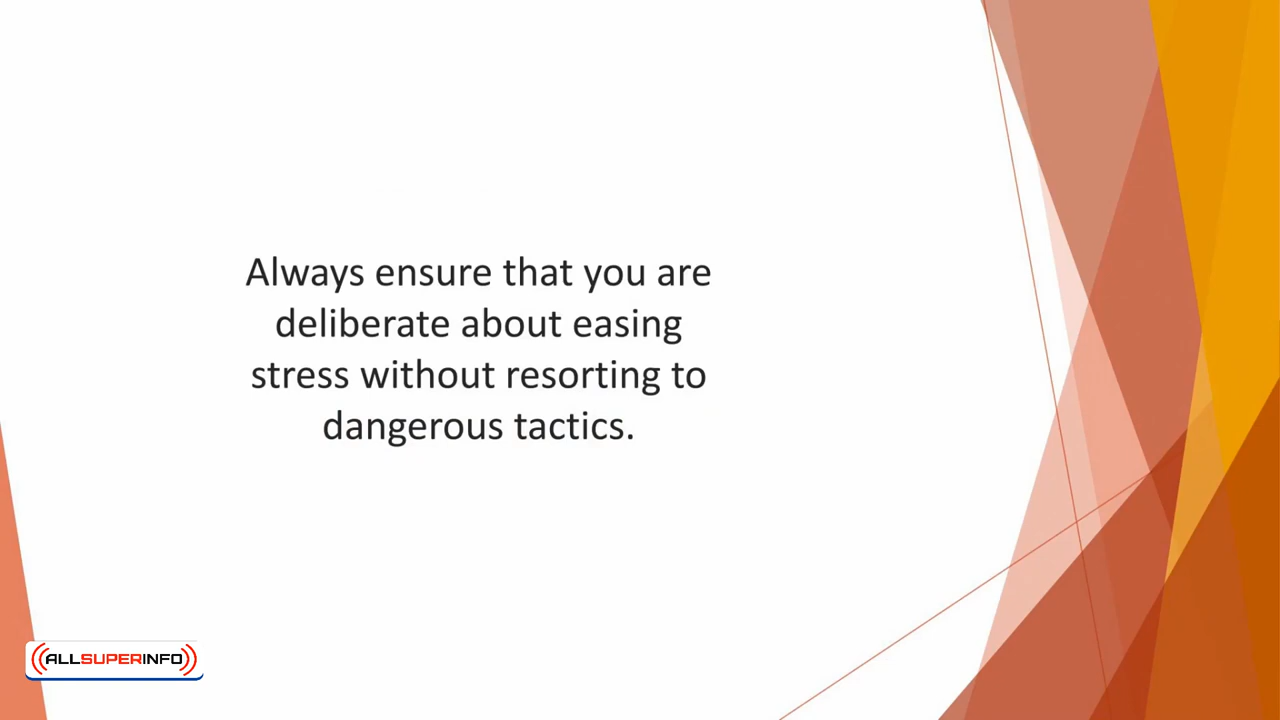 Always ensure that you are
deliberate about easing
stress without resorting to
dangerous tactics.
ALLSUPERINFO